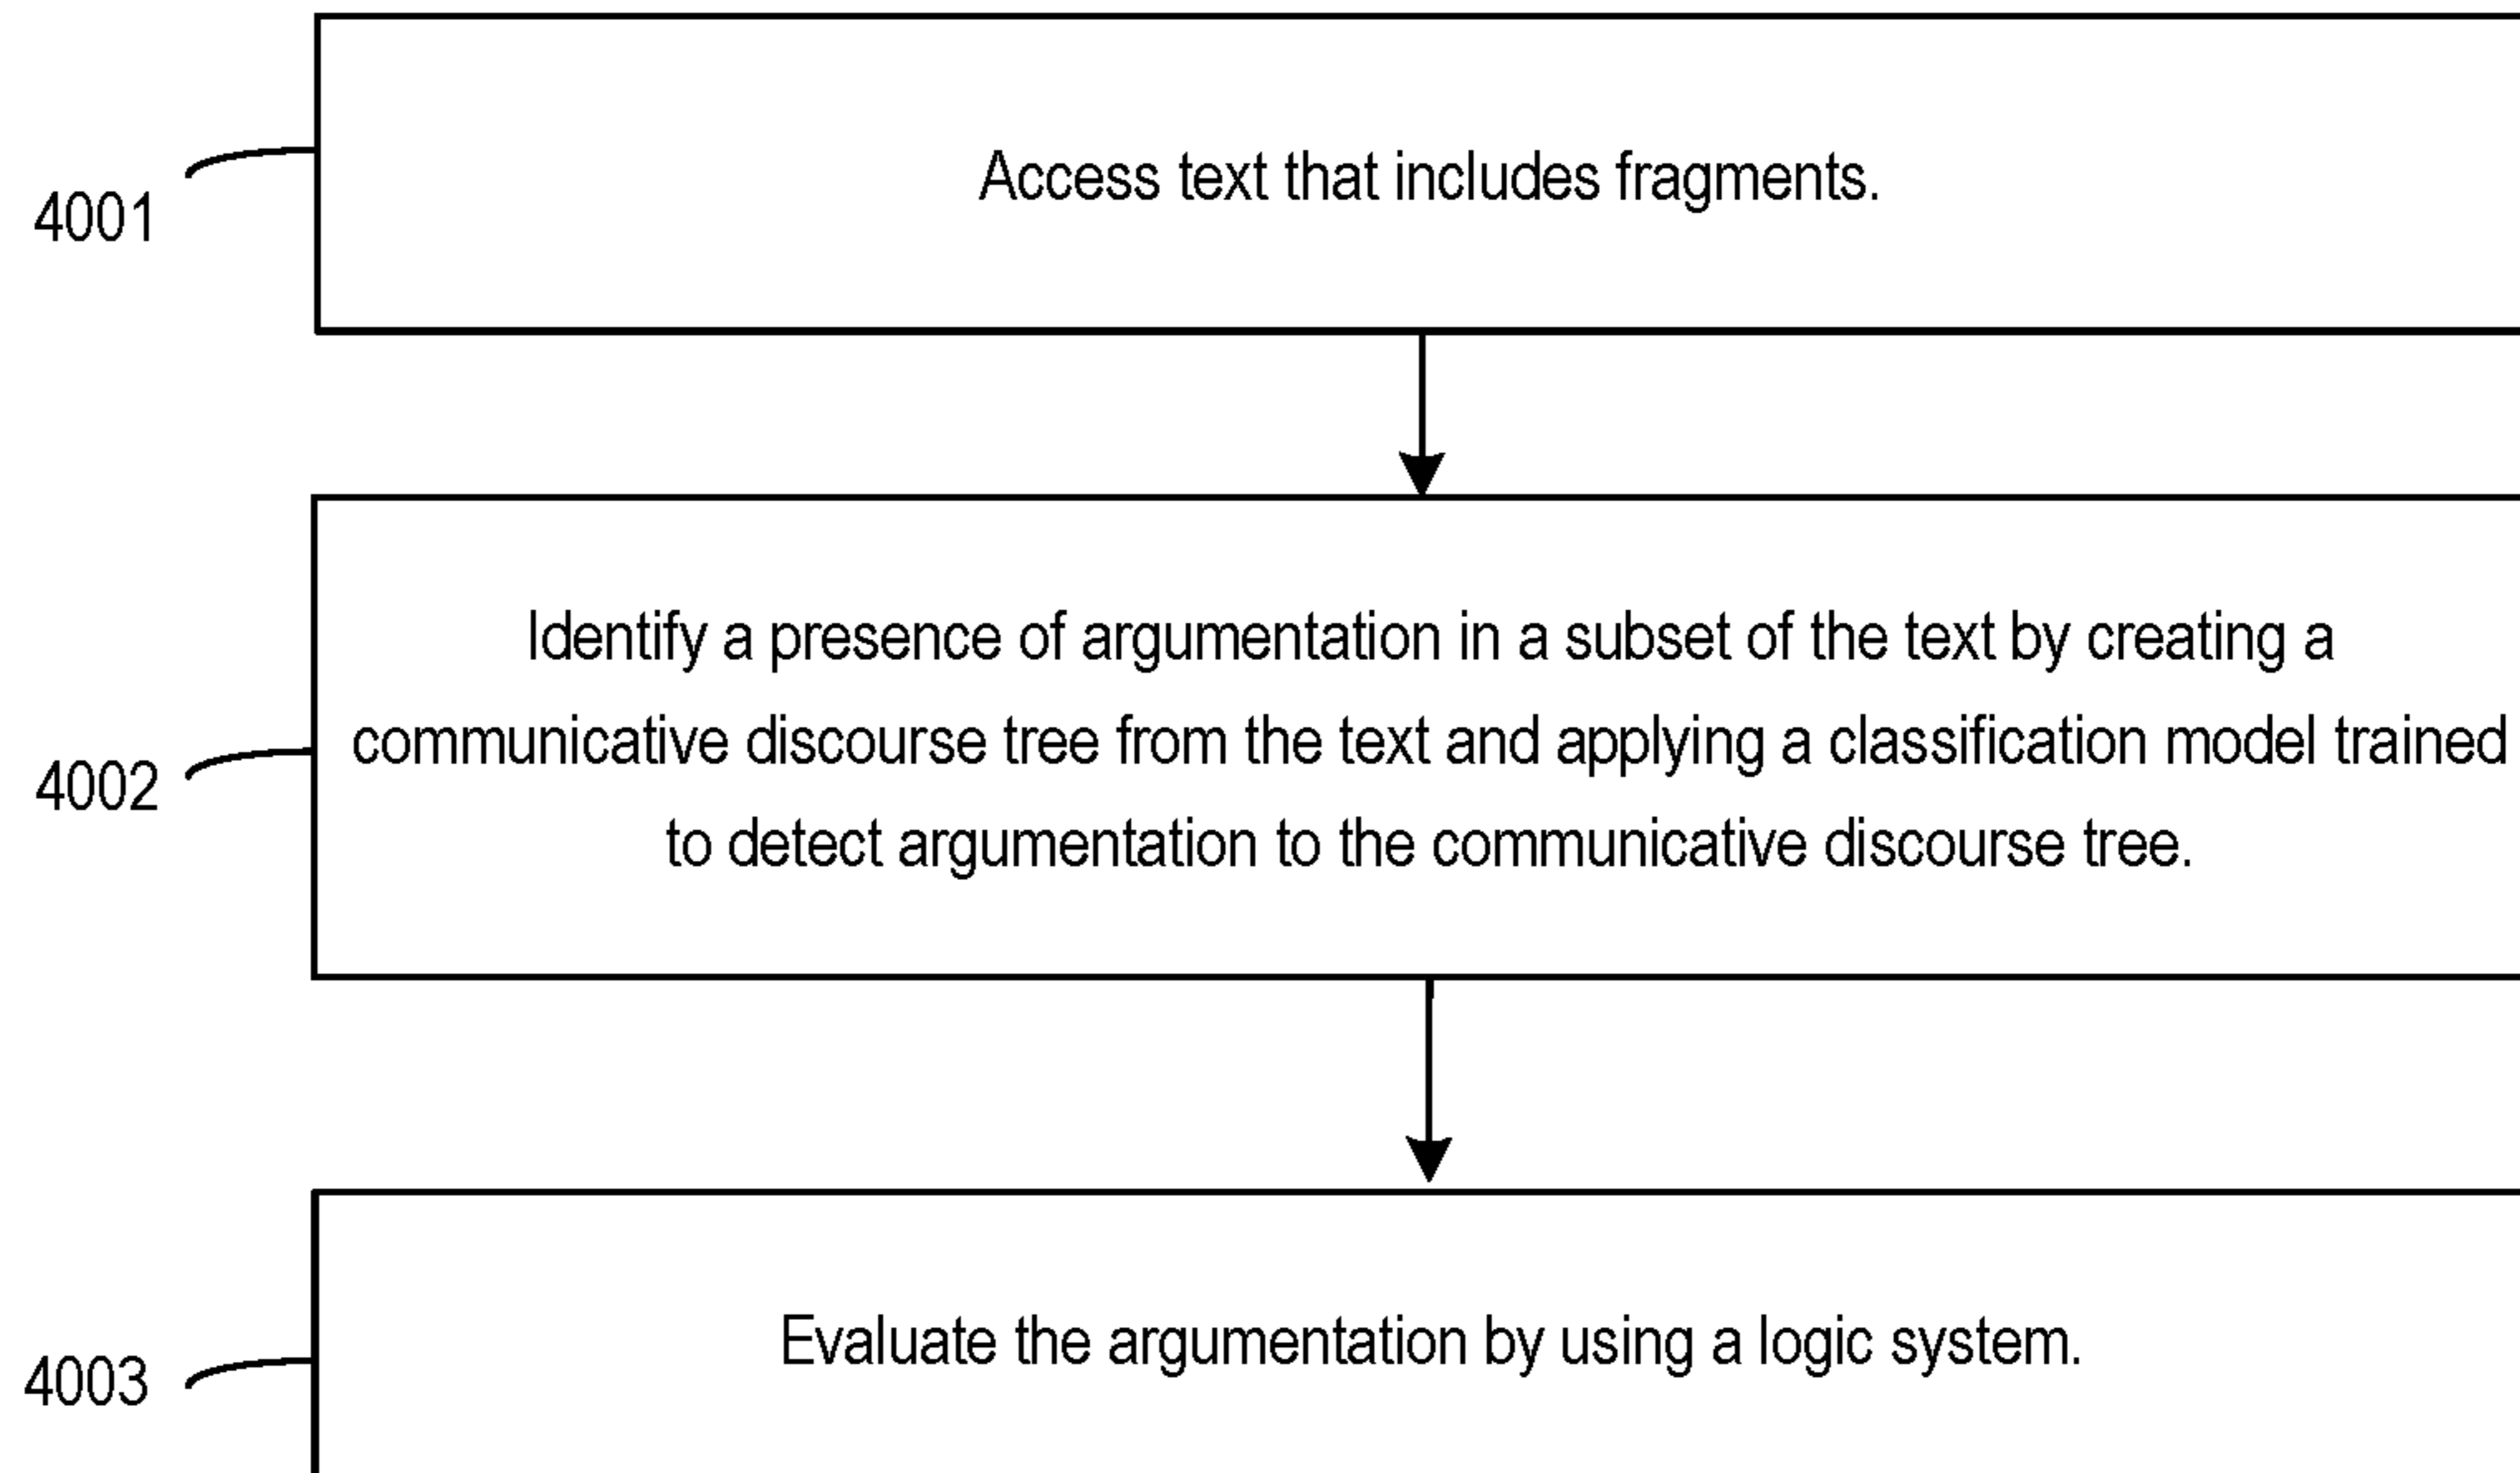 Access text that includes fragments.
4001
Identify a presence of argumentation in a subset of the text by creating a
communicative discourse tree from the text and applying a classification model trained
4002
to detect argumentation to the communicative discourse tree.
Evaluate the argumentation by using a logic system.
4003